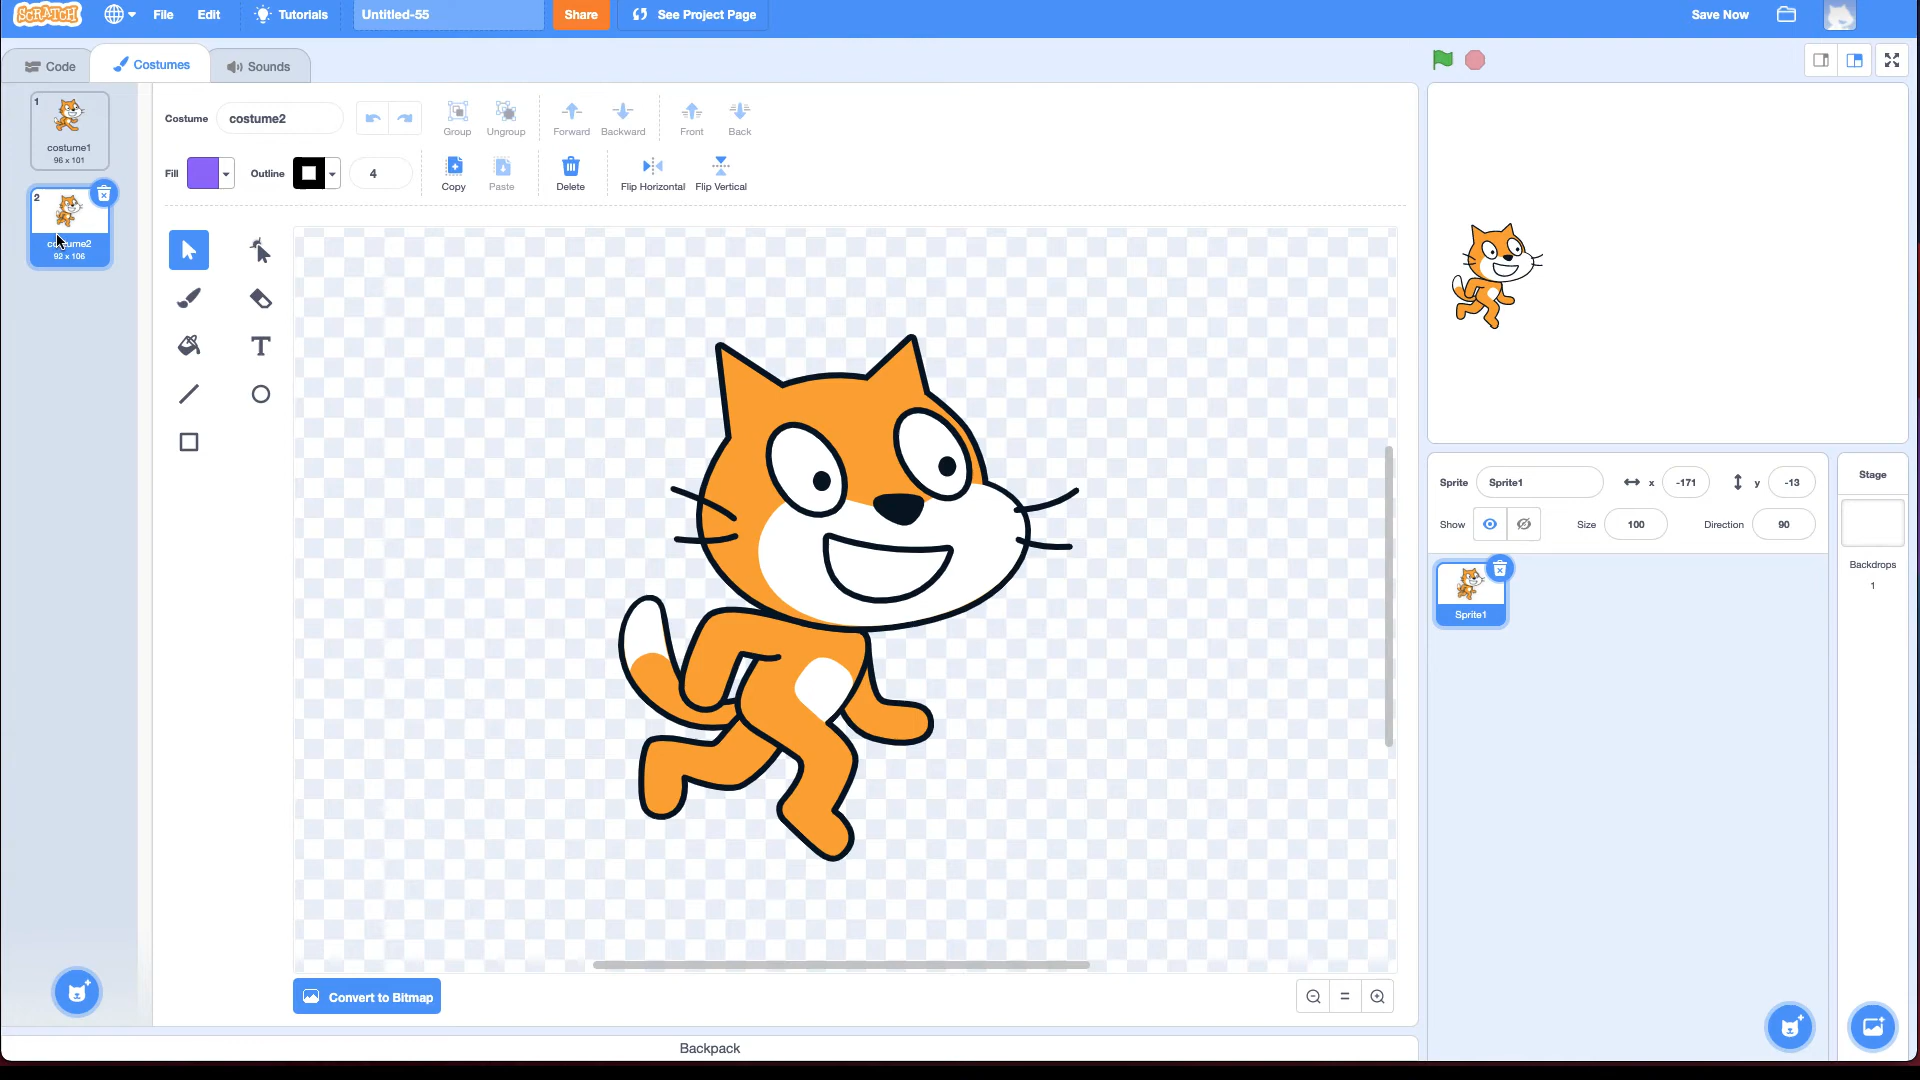 SCRATCH File Edit Tutorials Untitled-55 Share See Project Page Save Now
Code Costumes Sounds
1
costume1
96 x 101
2
costume2
92 x 106
Costume costume2 Group Ungroup Forward Backward Front Back
Fill Outline 4 Copy Paste Delete Flip Horizontal Flip Vertical
T
Convert to Bitmap
Backpack
Sprite Sprite1 x -171 y -13
Show Size 100 Direction 90
Sprite1
Stage
Backdrops
1